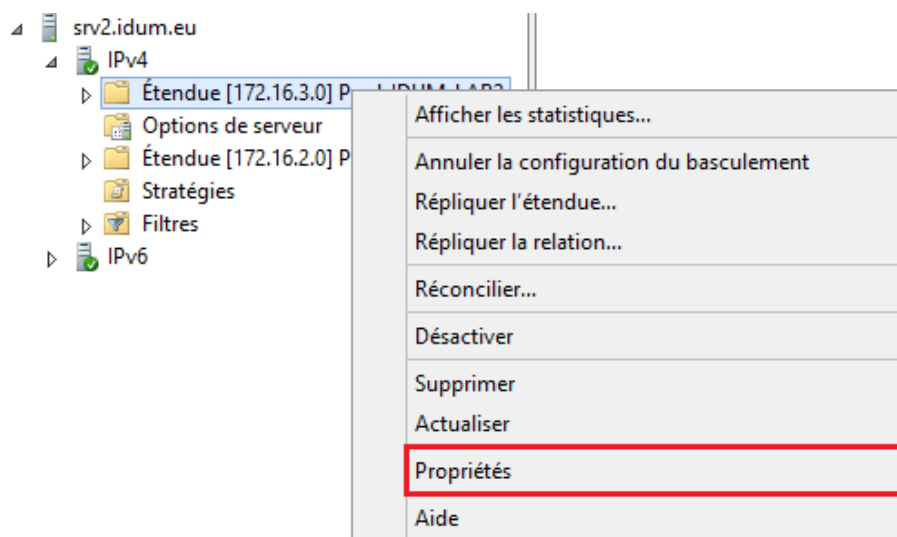 srv2.idum.eu
IPv4
Étendue [172.16.3.0] P
Options de serveur
Étendue [172.16.2.0] P
Stratégies
Filtres
IPv6
Afficher les statistiques...
Annuler la configuration du basculement
Répliquer l'étendue...
Répliquer la relation...
Réconcilier...
Désactiver
Supprimer
Actualiser
Propriétés
Aide